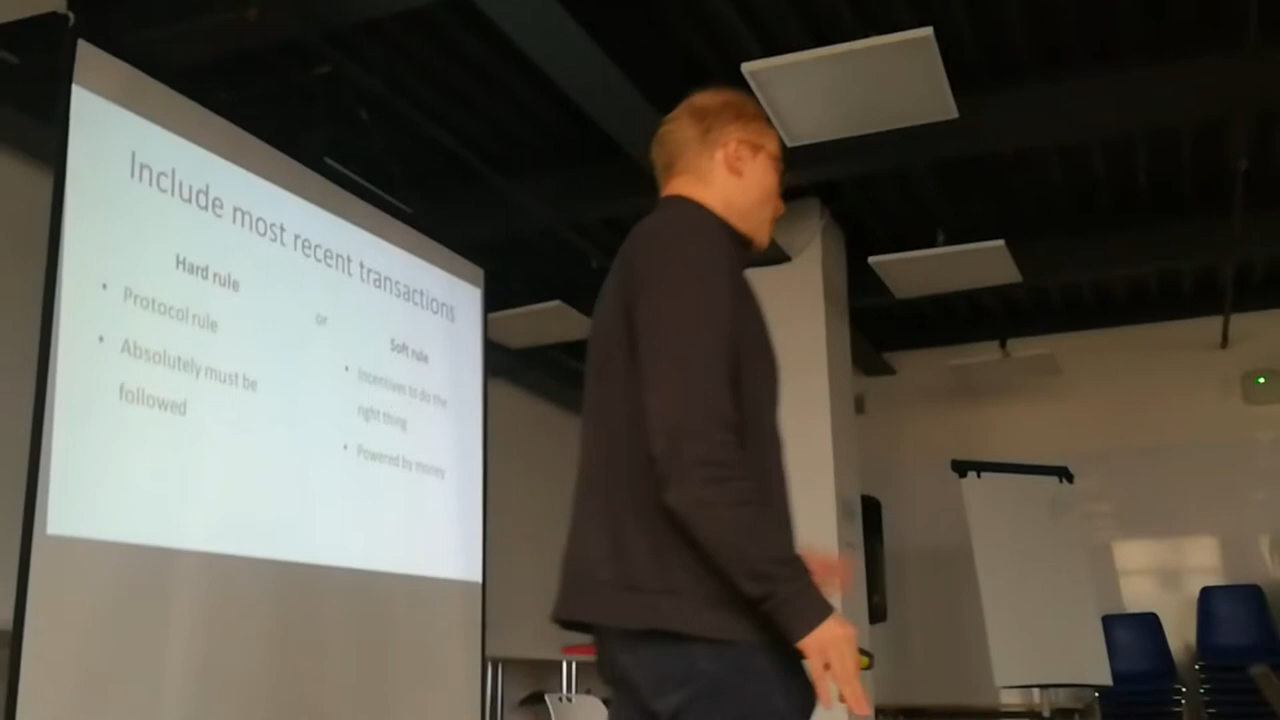 Include most recent transactions
Hard rule
• Protocol rule
• Absolutely must be
followed
or
Soft rule
• Incentives to do the
right thing
• Powered by money